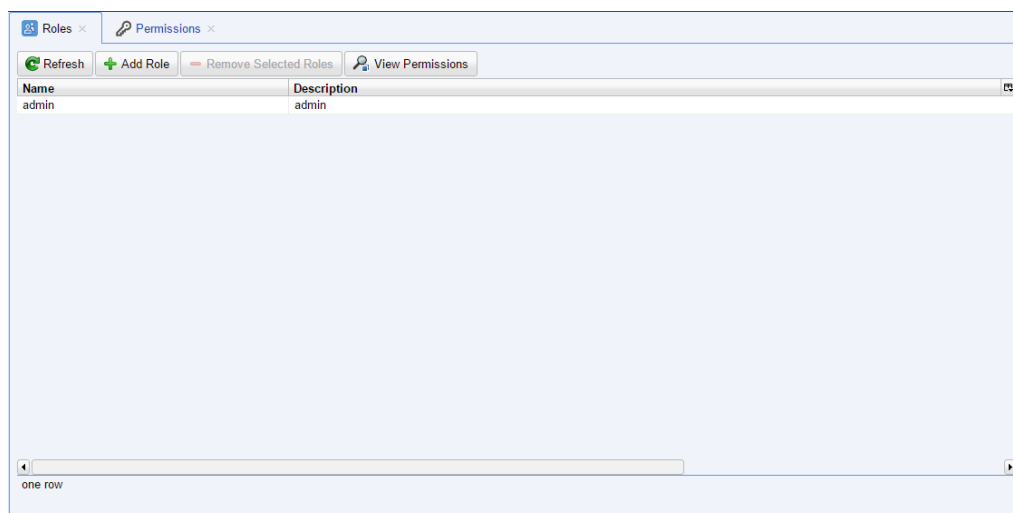 Roles Permissions
Refresh Add Role Remove Selected Roles View Permissions
Name Description
admin admin
one row